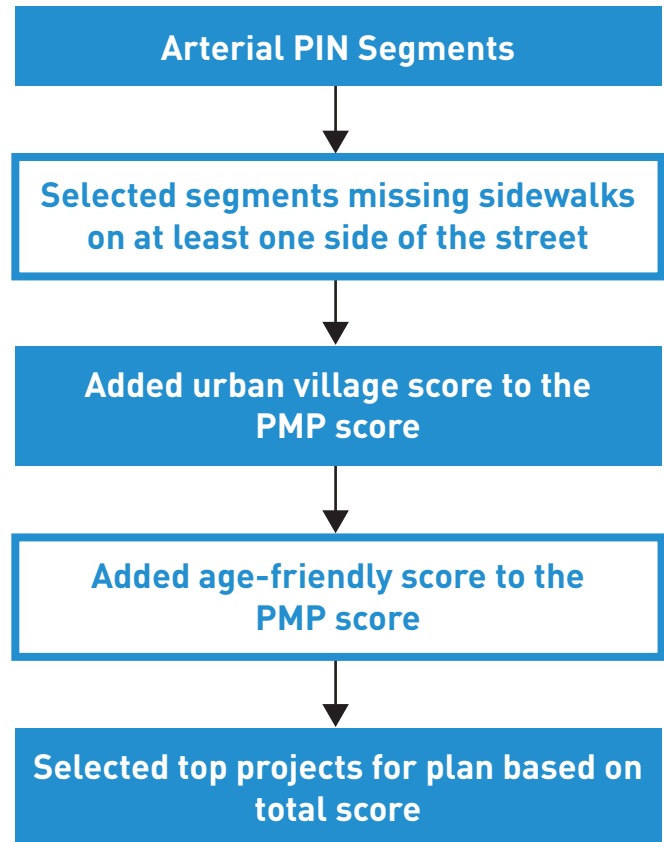 Arterial PIN Segments
Selected segments missing sidewalks
on at least one side of the street
Added urban village score to the
PMP score
Added age-friendly score to the
PMP score
Selected top projects for plan based on
total score